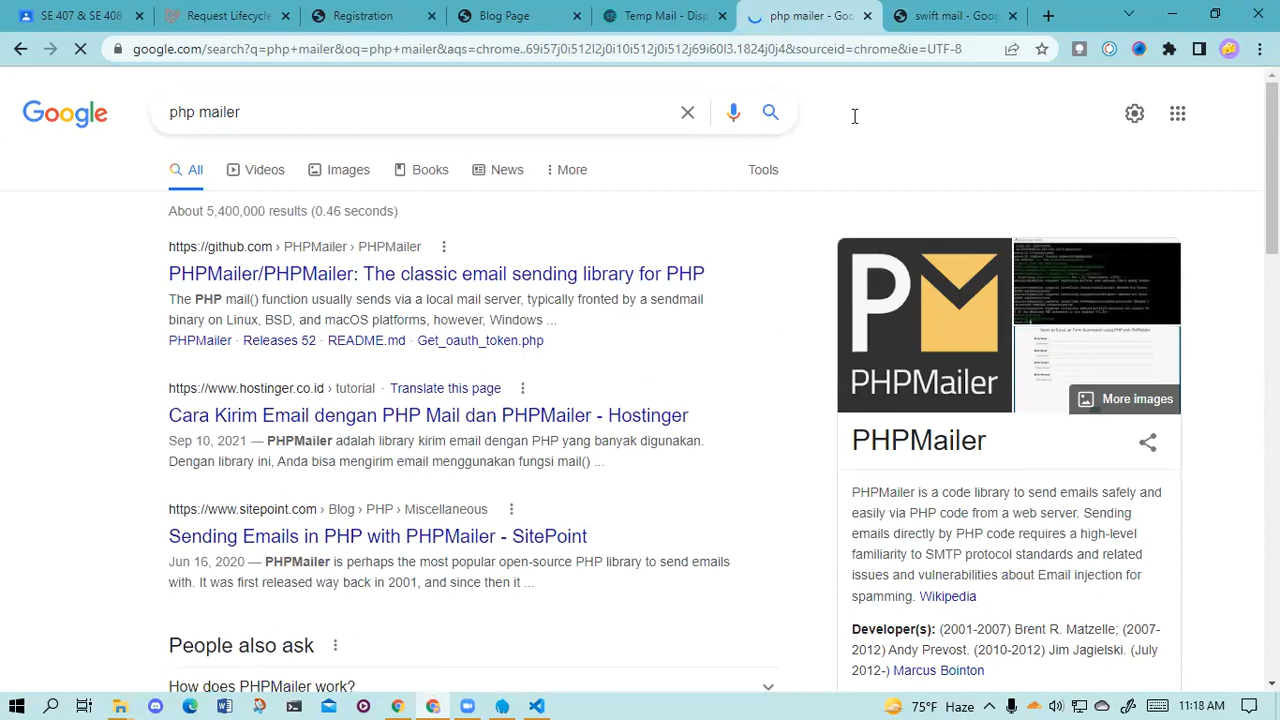 SE 407 & SE 408
Request Lifecycle
Registration
Blog Page
Temp Mail - Disp
php mailer - Goo
swift mail - Goog
google.com/search?q=php+mailer&oq=php+mailer&aqs=chrome..69i57j0i512l2j0i10i512j0i512j69i60l3.1824j0j4&sourceid=chrome&ie=UTF-8
Google
php mailer
All
Videos
Images
Books
News
More
Tools
About 5,400,000 results (0.46 seconds)
https://github.com › PHPMailer › PHPMailer
PHPMailer/PHPMailer: The classic email sending library for PHP
The PHP mail() function usually sends via a local mail server, typically fronted by a sendmail
binary on Linux, BSD, and macOS platforms, however, ...
PHPMailer · Releases 52 · README.md · Get_oauth_token.php
https://www.hostinger.co.id · Translate this page
Cara Kirim Email dengan PHP Mail dan PHPMailer - Hostinger
Sep 10, 2021 — PHPMailer adalah library kirim email dengan PHP yang banyak digunakan.
Dengan library ini, Anda bisa mengirim email menggunakan fungsi mail() ...
https://www.sitepoint.com › Blog › PHP › Miscellaneous
Sending Emails in PHP with PHPMailer - SitePoint
Jun 16, 2020 — PHPMailer is perhaps the most popular open-source PHP library to send emails
with. It was first released way back in 2001, and since then it ...
People also ask
How does PHPMailer work?
PHPMailer
More images
PHPMailer
PHPMailer is a code library to send emails safely and
easily via PHP code from a web server. Sending
emails directly by PHP code requires a high-level
familiarity to SMTP protocol standards and related
issues and vulnerabilities about Email injection for
spamming. Wikipedia
Developer(s): (2001-2007) Brent R. Matzelle; (2007-
2012) Andy Prevost. (2010-2012) Jim Jagielski. (July
2012-) Marcus Bointon
75°F Haze
11:18 AM